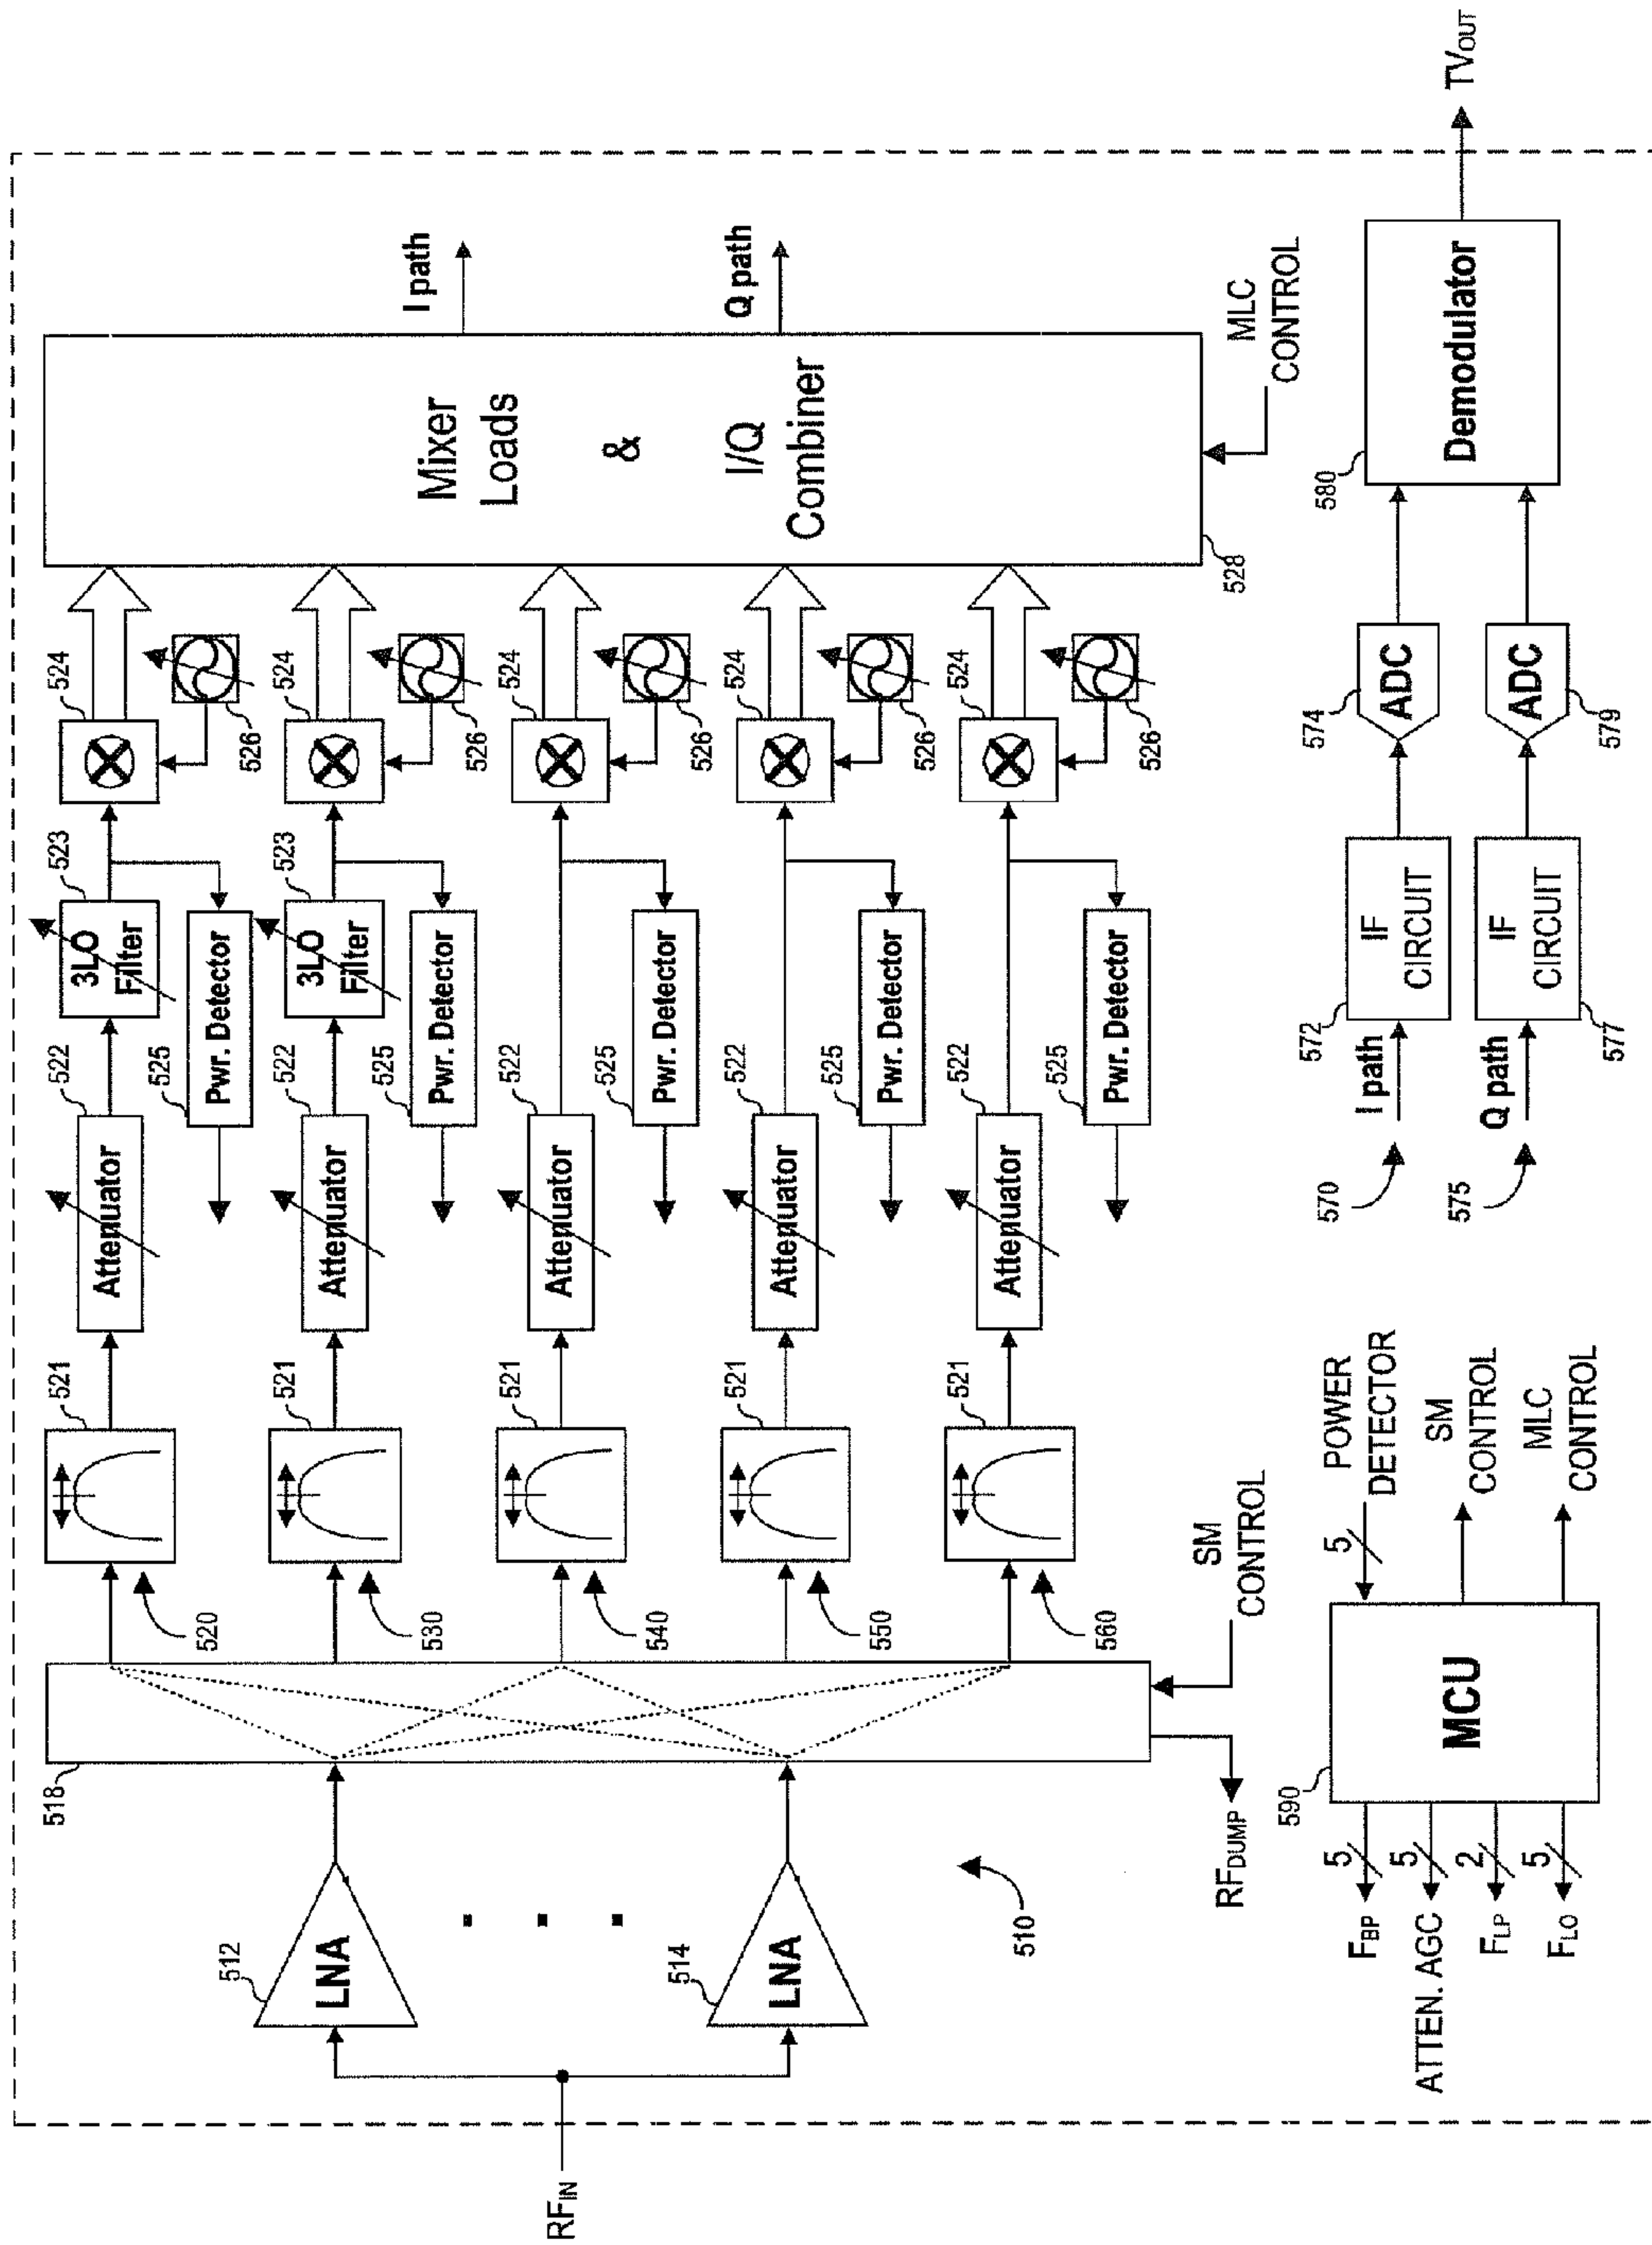 RFIN
512
LNA
514
LNA
510
518
RFDUMP
SM
CONTROL
520
521
522
Attenuator
3LO
Filter
523
525
Pwr. Detector
524
526
530
521
522
Attenuator
3LO
Filter
523
525
Pwr. Detector
524
526
540
521
522
Attenuator
525
Pwr. Detector
524
526
550
521
522
Attenuator
525
Pwr. Detector
524
526
560
521
522
Attenuator
525
Pwr. Detector
524
526
Mixer
Loads
&
I/Q
Combiner
528
I path
Q path
MLC
CONTROL
590
MCU
5
FBP
5
ATTEN. AGC
2
FLP
5
FLO
5
POWER
DETECTOR
SM
CONTROL
MLC
CONTROL
570
I path
572
IF
CIRCUIT
574
ADC
575
Q path
577
IF
CIRCUIT
579
ADC
580
Demodulator
TVOUT